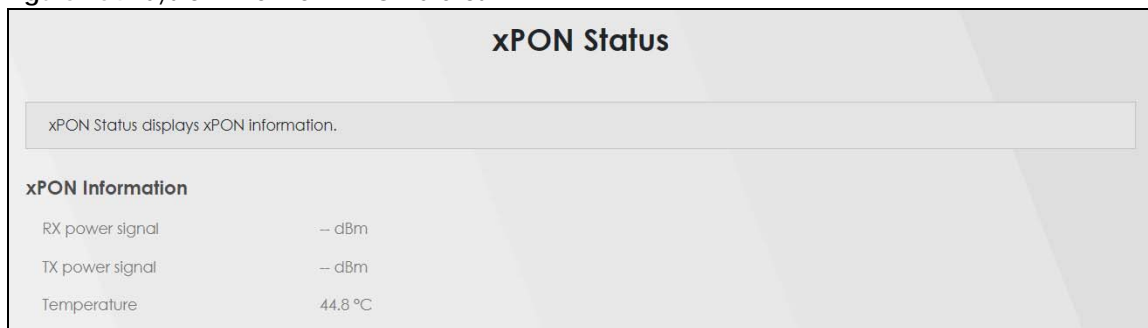 xPON Status
xPON Status displays xPON information.
xPON Information
RX power signal -- dBm
TX power signal -- dBm
Temperature 44.8 °C